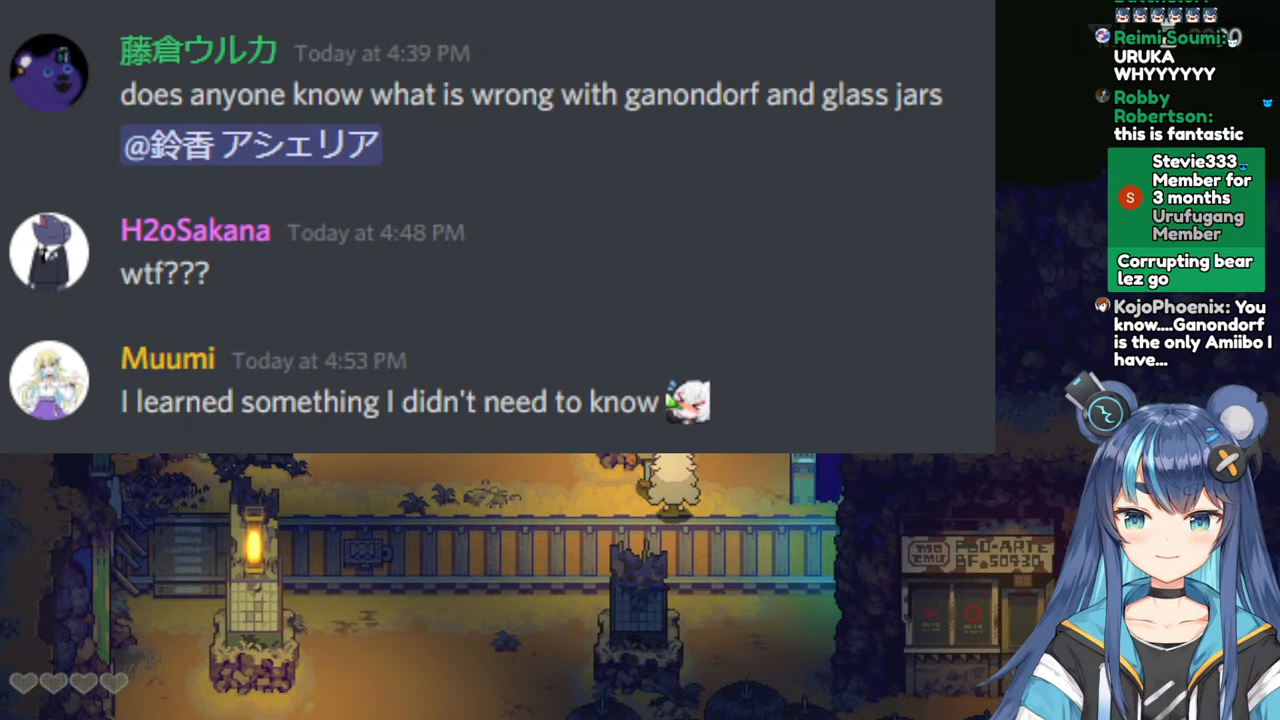 藤倉ウルカ Today at 4:39 PM
does anyone know what is wrong with ganondorf and glass jars
@鈴香 アシェリア
H2oSakana Today at 4:48 PM
wtf???
Muumi Today at 4:53 PM
I learned something I didn't need to know
Reimi Soumi:
URUKA
WHYYYYYY
Robby
Robertson:
this is fantastic
Stevie333
Member for
3 months
Urufugang
Member
S
Corrupting bear
lez go
KojoPhoenix: You
know....Ganondorf
is the only Amiibo I
have...